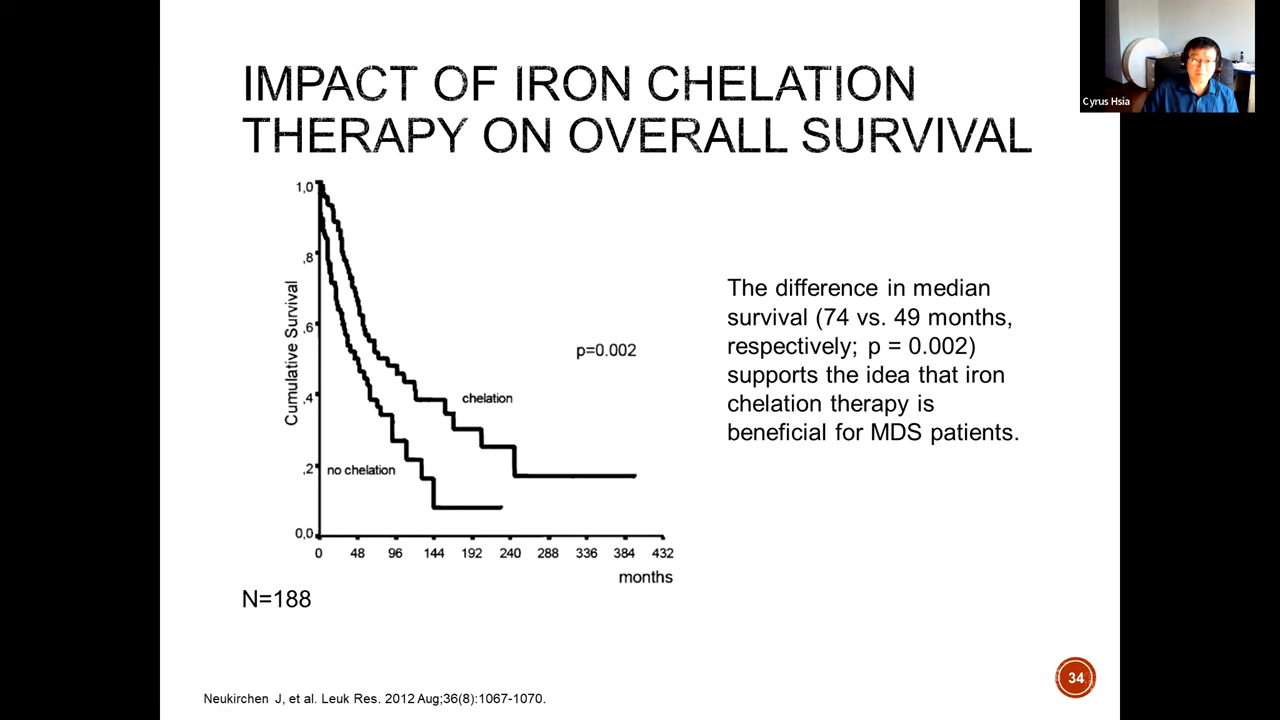 IMPACT OF IRON CHELATION
THERAPY ON OVERALL SURVIVAL
Cyrus Hsia
1,0
,8
,6
,4
,2
0,0
Cumulative Survival
p=0.002
chelation
no chelation
0 48 96 144 192 240 288 336 384 432
months
N=188
The difference in median
survival (74 vs. 49 months,
respectively; p = 0.002)
supports the idea that iron
chelation therapy is
beneficial for MDS patients.
34
Neukirchen J, et al. Leuk Res. 2012 Aug;36(8):1067-1070.